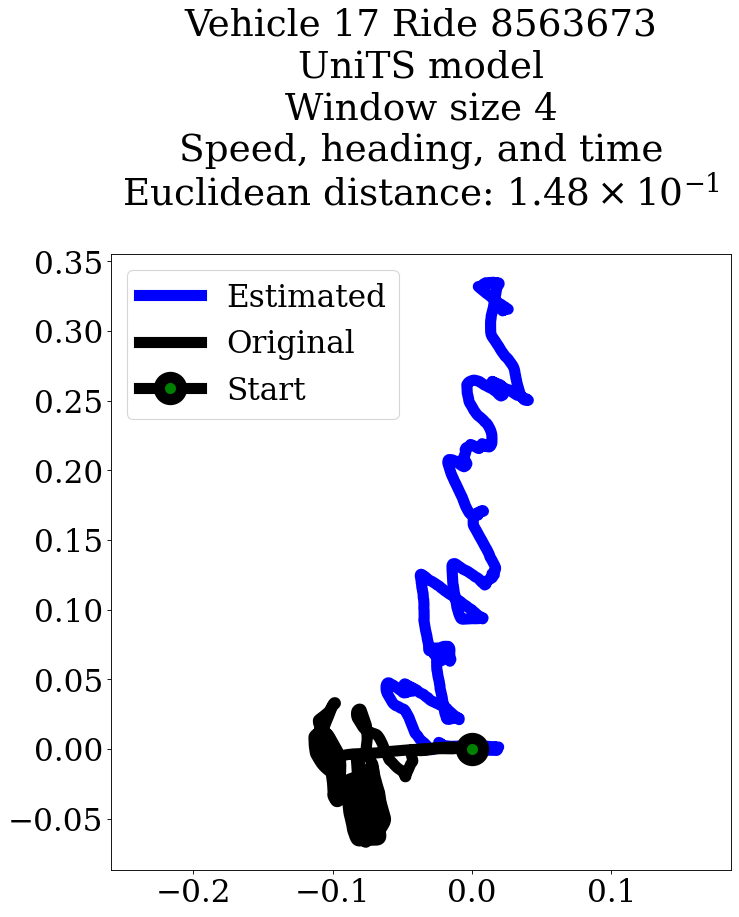 Vehicle 17 Ride 8563673
UniTS model
Window size 4
Speed, heading, and time
Euclidean distance: 1.48 × 10⁻¹
0.35
0.30
0.25
0.20
0.15
0.10
0.05
0.00
−0.05
Estimated
Original
Start
−0.2 −0.1 0.0 0.1